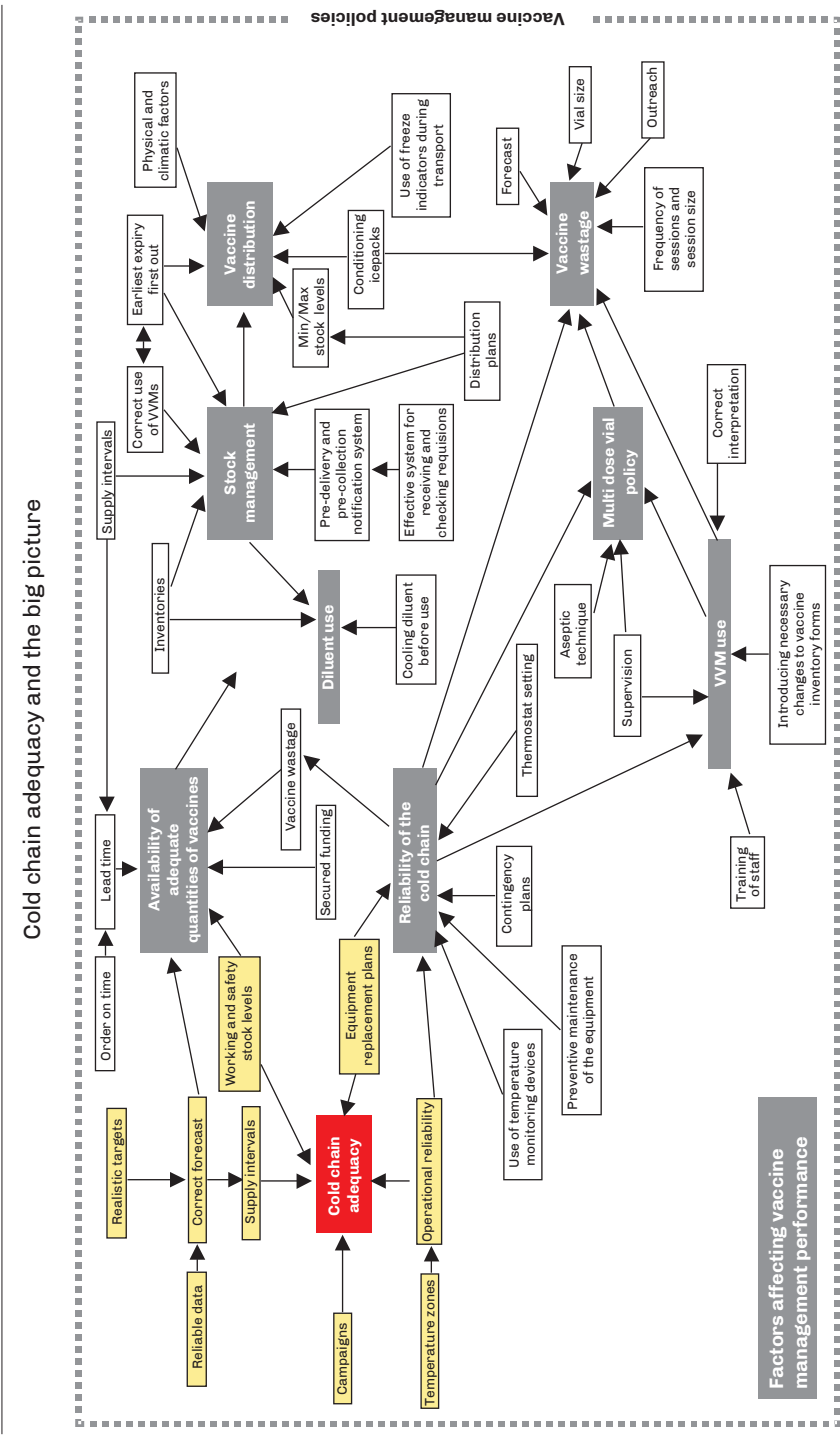 Cold chain adequacy and the big picture
Vaccine management policies
Realistic targets
Reliable data
Correct forecast
Supply intervals
Campaigns
Cold chain
adequacy
Temperature zones
Operational reliability
Working and safety
stock levels
Equipment
replacement plans
Order on time
Lead time
Supply intervals
Availability of
adequate
quantities of vaccines
Secured funding
Vaccine wastage
Reliability of the
cold chain
Use of temperature
monitoring devices
Preventive maintenance
of the equipment
Contingency
plans
Thermostat setting
Inventories
Diluent use
Cooling diluent
before use
Correct use
of VVMs
Earliest expiry
first out
Physical and
climatic factors
Stock
management
Vaccine
distribution
Pre-delivery and
pre-collection
notification system
Effective system for
receiving and
checking requisions
Min/Max
stock levels
Distribution
plans
Conditioning
icepacks
Use of freeze
indicators during
transport
Forecast
Vial size
Outreach
Vaccine
wastage
Frequency of
sessions and
session size
Aseptic
technique
Supervision
Multi dose vial
policy
Correct
interpretation
VVM use
Training
of staff
Introducing necessary
changes to vaccine
inventory forms
Factors affecting vaccine
management performance